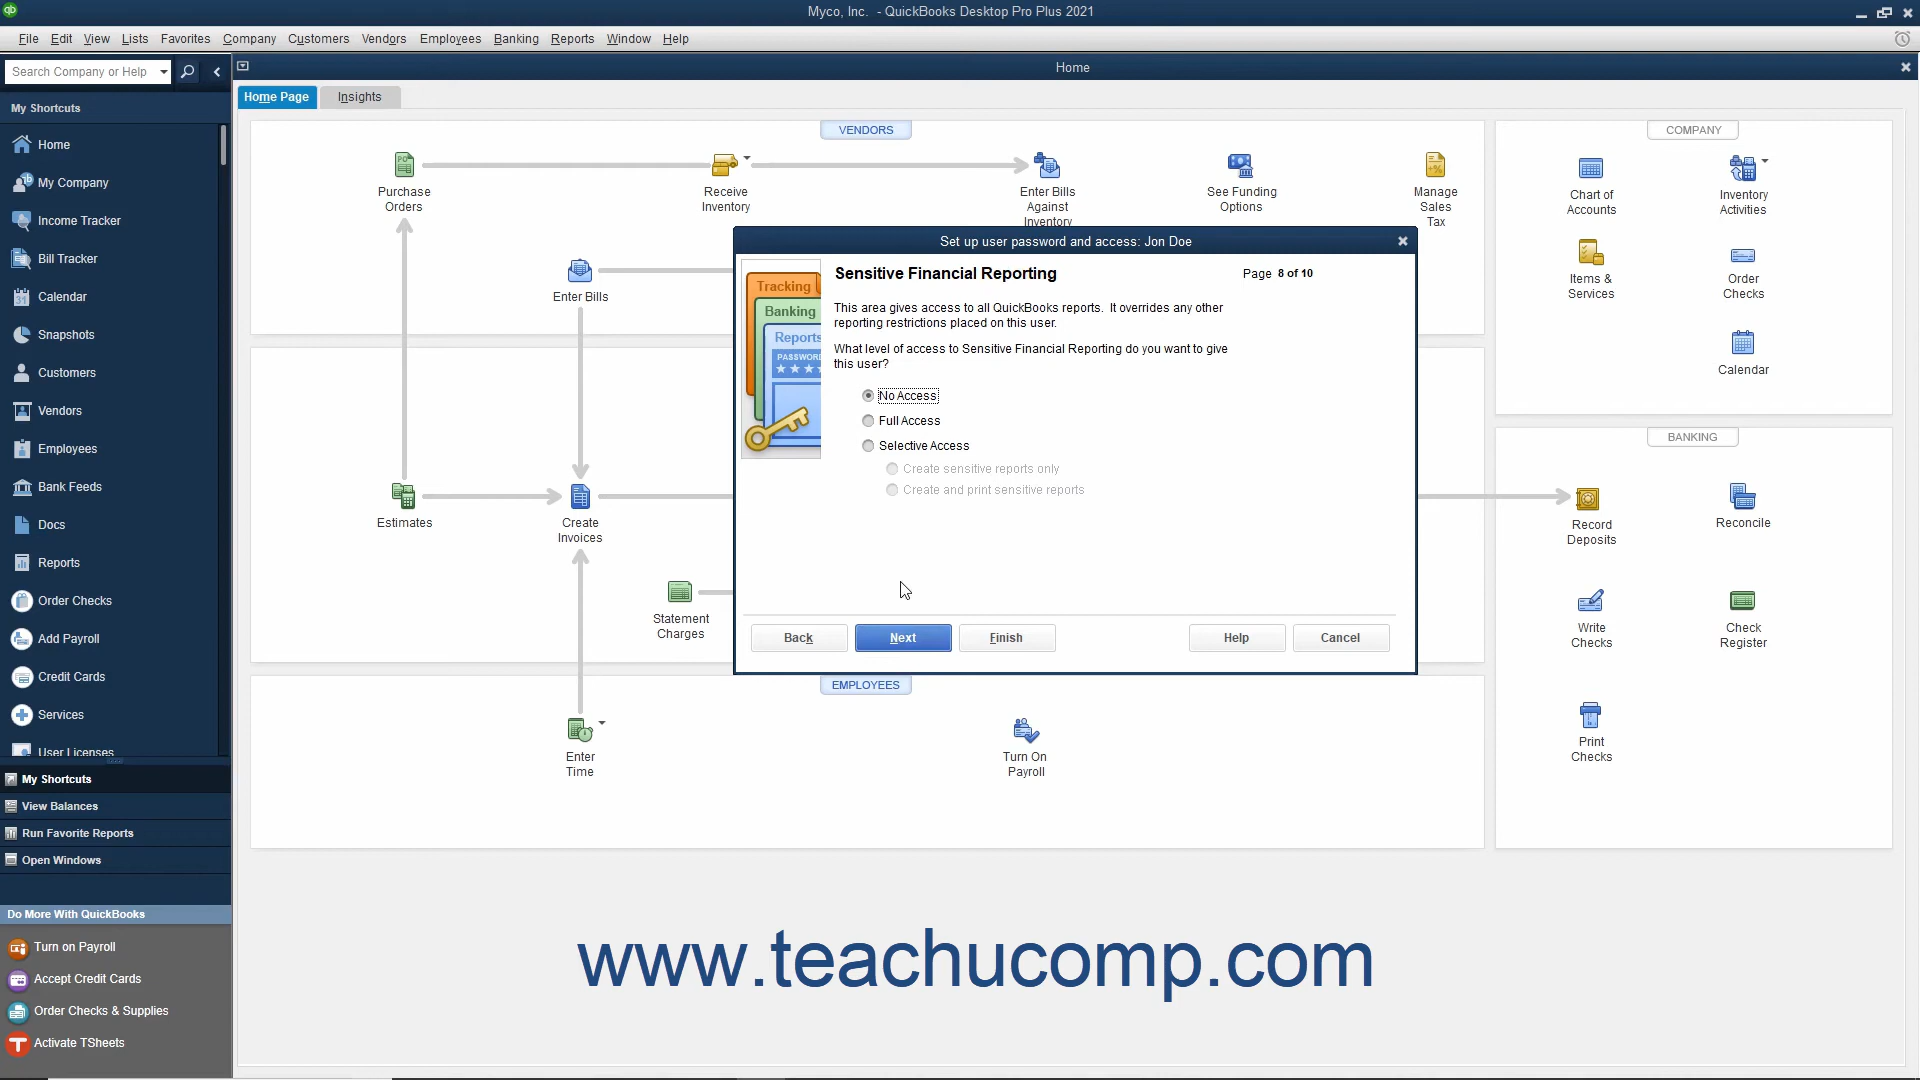 Myco, Inc. - QuickBooks Desktop Pro Plus 2021
File Edit View Lists Favorites Company Customers Vendors Employees Banking Reports Window Help
Search Company or Help
Home
Home Page
Insights
My Shortcuts
Home
My Company
Income Tracker
Bill Tracker
Calendar
Snapshots
Customers
Vendors
Employees
Bank Feeds
Docs
Reports
Order Checks
Add Payroll
Credit Cards
Services
User Licenses
My Shortcuts
View Balances
Run Favorite Reports
Open Windows
Do More With QuickBooks
Turn on Payroll
Accept Credit Cards
Order Checks & Supplies
Activate TSheets
VENDORS
Purchase
Orders
Receive
Inventory
Enter Bills
Against
Inventory
See Funding
Options
Manage
Sales
Tax
Enter Bills
Estimates
Create
Invoices
Statement
Charges
EMPLOYEES
Enter
Time
Turn On
Payroll
COMPANY
Chart of
Accounts
Inventory
Activities
Items &
Services
Order
Checks
Calendar
BANKING
Record
Deposits
Reconcile
Write
Checks
Check
Register
Print
Checks
Set up user password and access: Jon Doe
Tracking
Banking
Reports
PASSWORD
Sensitive Financial Reporting
Page 8 of 10
This area gives access to all QuickBooks reports. It overrides any other
reporting restrictions placed on this user.
What level of access to Sensitive Financial Reporting do you want to give
this user?
No Access
Full Access
Selective Access
Create sensitive reports only
Create and print sensitive reports
Back
Next
Finish
Help
Cancel
www.teachucomp.com